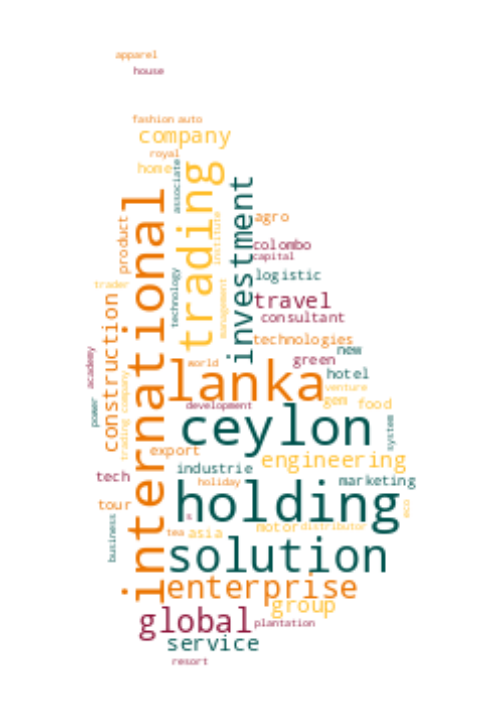 apparel
house
fashion auto
company
royal
home
associate
trading
international
investment
institute
product
agro
colombo
capital
logistic
technology
management
trader
travel
construction
consultant
technologies
new
green
world
lanka
hotel
academy
venture
trading company
power
development
gem food
ceylon
system
export
engineering
industrie
tech
holiday
marketing
holding
tour
eco
s
business
motor distributor
tea asia
solution
enterprise
group
global
plantation
service
resort